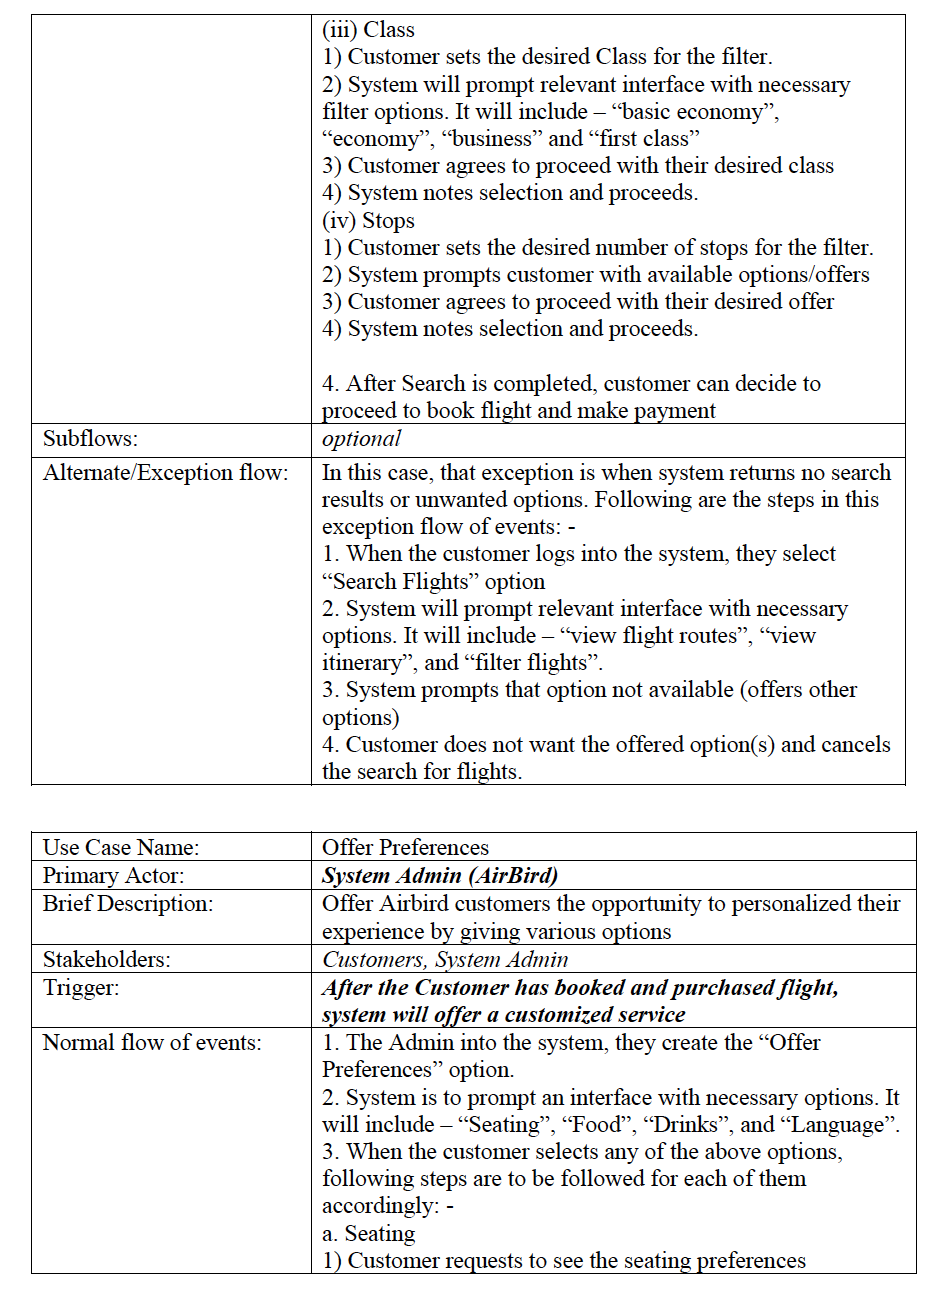 (iii) Class
1) Customer sets the desired Class for the filter.
2) System will prompt relevant interface with necessary
filter options. It will include – “basic economy”,
“economy”, “business” and “first class”
3) Customer agrees to proceed with their desired class
4) System notes selection and proceeds.
(iv) Stops
1) Customer sets the desired number of stops for the filter.
2) System prompts customer with available options/offers
3) Customer agrees to proceed with their desired offer
4) System notes selection and proceeds.
4. After Search is completed, customer can decide to
proceed to book flight and make payment
Subflows: optional
Alternate/Exception flow: In this case, that exception is when system returns no search
results or unwanted options. Following are the steps in this
exception flow of events: -
1. When the customer logs into the system, they select
“Search Flights” option
2. System will prompt relevant interface with necessary
options. It will include – “view flight routes”, “view
itinerary”, and “filter flights”.
3. System prompts that option not available (offers other
options)
4. Customer does not want the offered option(s) and cancels
the search for flights.
Use Case Name: Offer Preferences
Primary Actor: System Admin (AirBird)
Brief Description: Offer Airbird customers the opportunity to personalized their
experience by giving various options
Stakeholders: Customers, System Admin
Trigger: After the Customer has booked and purchased flight,
system will offer a customized service
Normal flow of events: 1. The Admin into the system, they create the “Offer
Preferences” option.
2. System is to prompt an interface with necessary options. It
will include – “Seating”, “Food”, “Drinks”, and “Language”.
3. When the customer selects any of the above options,
following steps are to be followed for each of them
accordingly: -
a. Seating
1) Customer requests to see the seating preferences